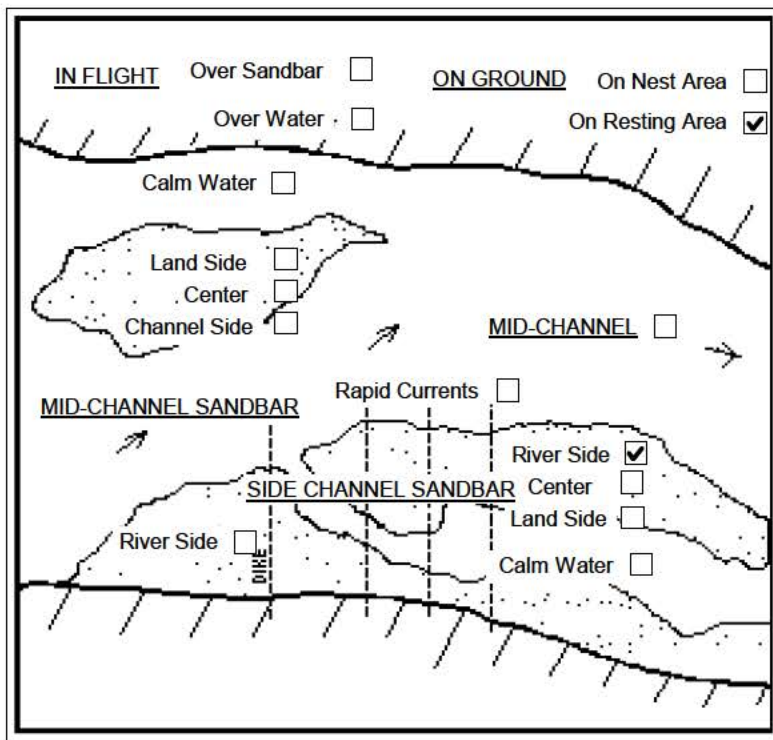 IN FLIGHT Over Sandbar ON GROUND On Nest Area
Over Water On Resting Area
Calm Water
Land Side
Center
Channel Side
MID-CHANNEL
Rapid Currents
MID-CHANNEL SANDBAR
River Side
SIDE CHANNEL SANDBAR Center
Land Side
River Side
DIKE
Calm Water